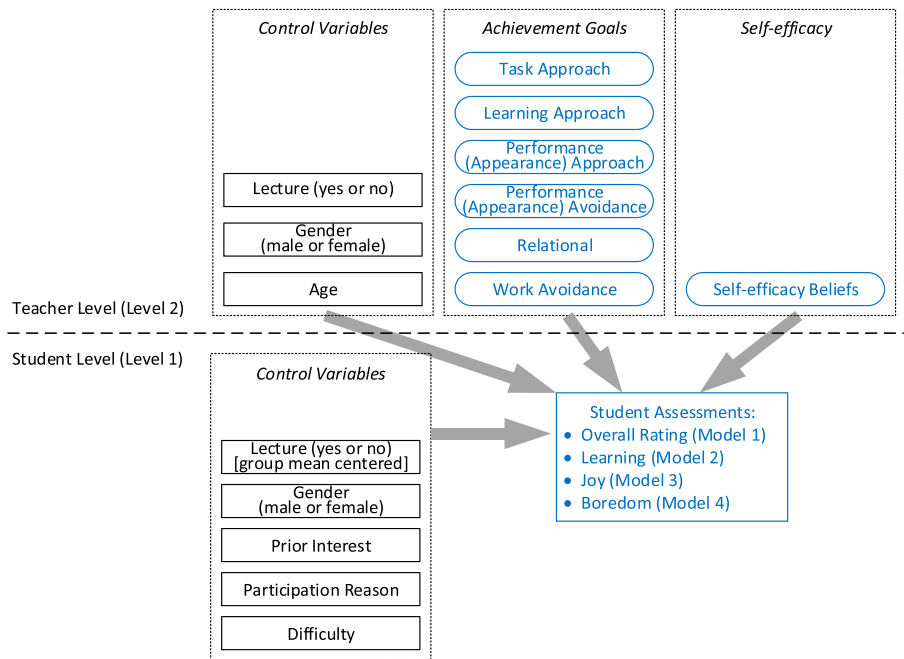 Control Variables
Lecture (yes or no)
Gender
(male or female)
Age
Achievement Goals
Task Approach
Learning Approach
Performance
(Appearance) Approach
Performance
(Appearance) Avoidance
Relational
Work Avoidance
Self-efficacy
Self-efficacy Beliefs
Teacher Level (Level 2)
Student Level (Level 1)
Control Variables
Lecture (yes or no)
[group mean centered]
Gender
(male or female)
Prior Interest
Participation Reason
Difficulty
Student Assessments:
• Overall Rating (Model 1)
• Learning (Model 2)
• Joy (Model 3)
• Boredom (Model 4)